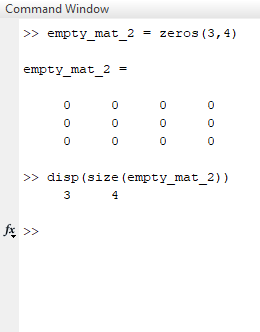 Command Window
>> empty_mat_2 = zeros(3,4)
empty_mat_2 =
0 0 0 0
0 0 0 0
0 0 0 0
>> disp(size(empty_mat_2))
3 4
fx >>